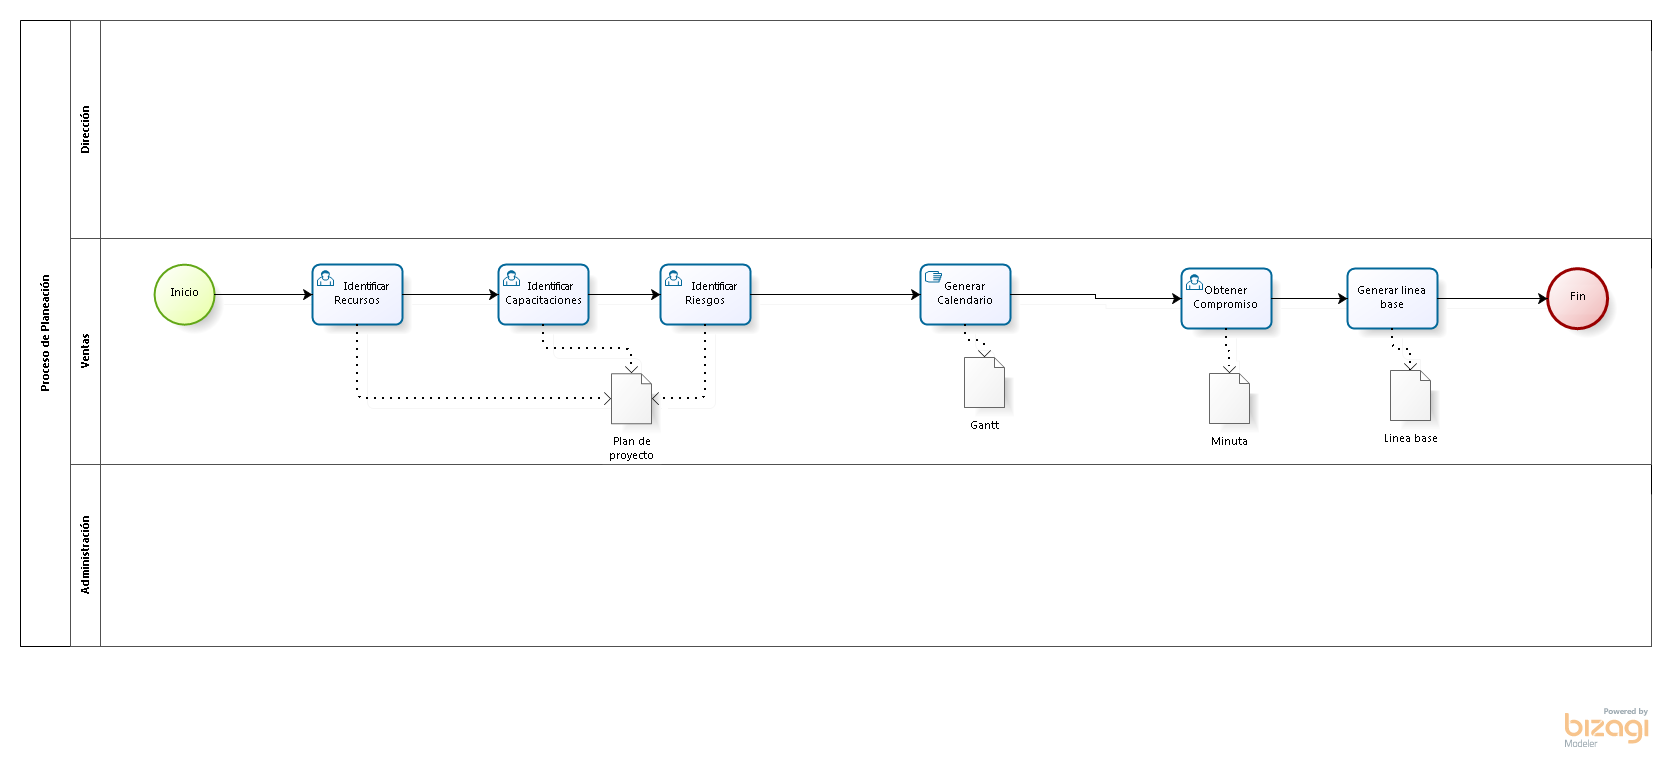 Proceso de Planeación
Dirección
Ventas
Administración
Inicio
Identificar
Recursos
Identificar
Capacitaciones
Identificar
Riesgos
Generar
Calendario
Obtener
Compromiso
Generar linea
base
Fin
Plan de
proyecto
Gantt
Minuta
Linea base
Powered by
bizagi
Modeler